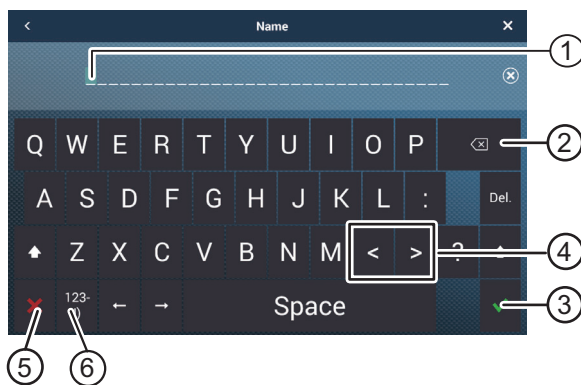 < Name ×
1
Q W E R T Y U I O P 2
A S D F G H J K L : Del.
Z X C V B N M < > ? 4
123- ← → Space 3
5 6